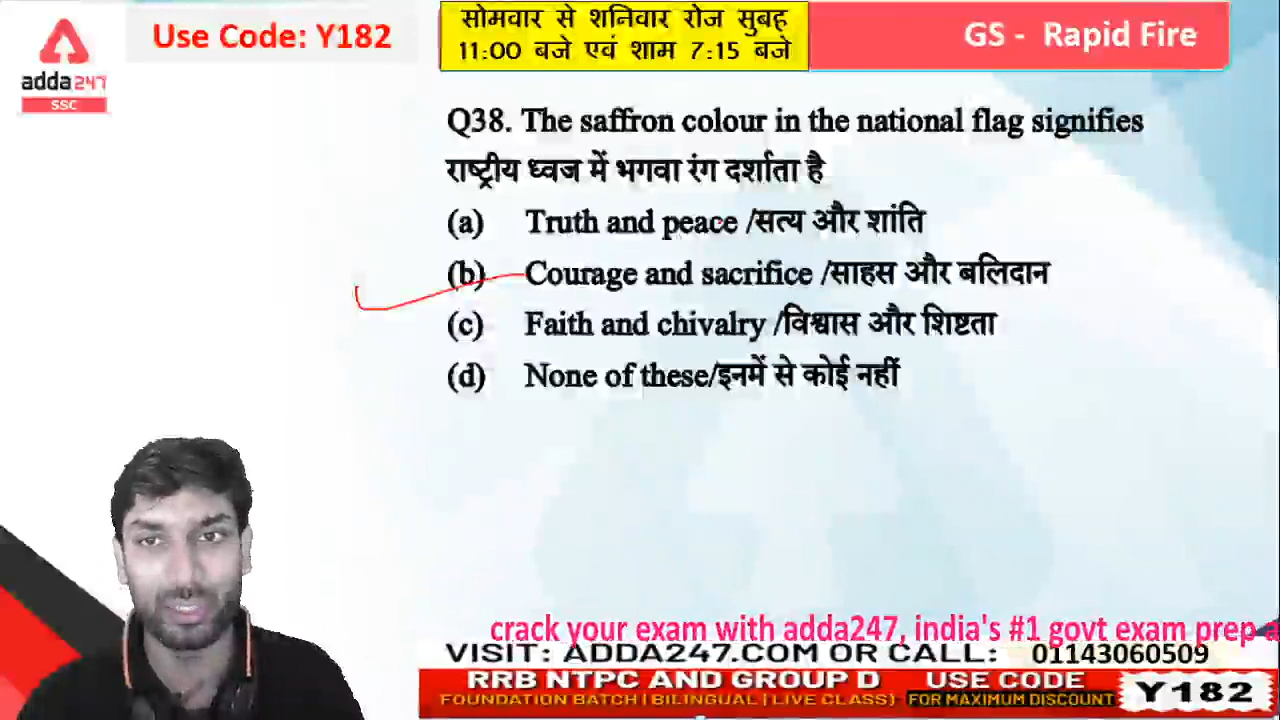 adda247
SSC
Use Code: Y182
सोमवार से शनिवार रोज सुबह
11:00 बजे एवं शाम 7:15 बजे
GS - Rapid Fire
Q38. The saffron colour in the national flag signifies
राष्ट्रीय ध्वज में भगवा रंग दर्शाता है
(a) Truth and peace /सत्य और शांति
(b) Courage and sacrifice /साहस और बलिदान
(c) Faith and chivalry /विश्वास और शिष्टता
(d) None of these/इनमें से कोई नहीं
crack your exam with adda247, india's #1 govt exam prep
VISIT: ADDA247.COM OR CALL: 01143060509
RRB NTPC AND GROUP D USE CODE
FOUNDATION BATCH | BILINGUAL | LIVE CLASS) FOR MAXIMUM DISCOUNT
Y182